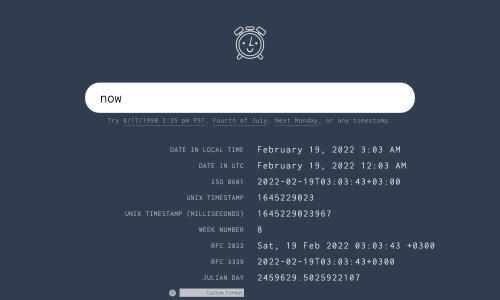 now
Try 8/17/1990 3:35 pm PST, Fourth of July, Next Monday, or any timestamp.
DATE IN LOCAL TIME February 19, 2022 3:03 AM
DATE IN UTC February 19, 2022 12:03 AM
ISO 8601 2022-02-19T03:03:43+03:00
UNIX TIMESTAMP 1645229023
UNIX TIMESTAMP (MILLISECONDS) 1645229023967
WEEK NUMBER 8
RFC 2822 Sat, 19 Feb 2022 03:03:43 +0300
RFC 3339 2022-02-19T03:03:43+0300
JULIAN DAY 2459629.5025922107
? Custom Format